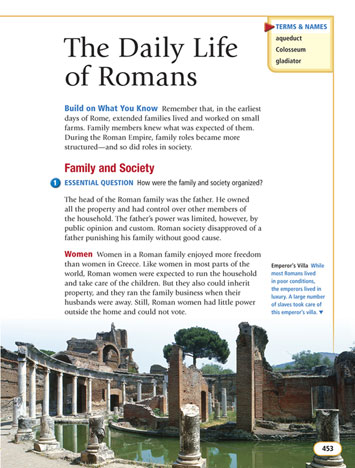 TERMS & NAMES
aqueduct
Colosseum
gladiator
The Daily Life
of Romans
Build on What You Know Remember that, in the earliest
days of Rome, extended families lived and worked on small
farms. Family members knew what was expected of them.
During the Roman Empire, family roles became more
structured—and so did roles in society.
Family and Society
1 ESSENTIAL QUESTION How were the family and society organized?
The head of the Roman family was the father. He owned
all the property and had control over other members of
the household. The father's power was limited, however, by
public opinion and custom. Roman society disapproved of a
father punishing his family without good cause.
Women Women in a Roman family enjoyed more freedom
than women in Greece. Like women in most parts of the
world, Roman women were expected to run the household
and take care of the children. But they also could inherit
property, and they ran the family business when their
husbands were away. Still, Roman women had little power
outside the home and could not vote.
Emperor's Villa While
most Romans lived
in poor conditions,
the emperors lived in
luxury. A large number
of slaves took care of
this emperor's villa. ▼
453